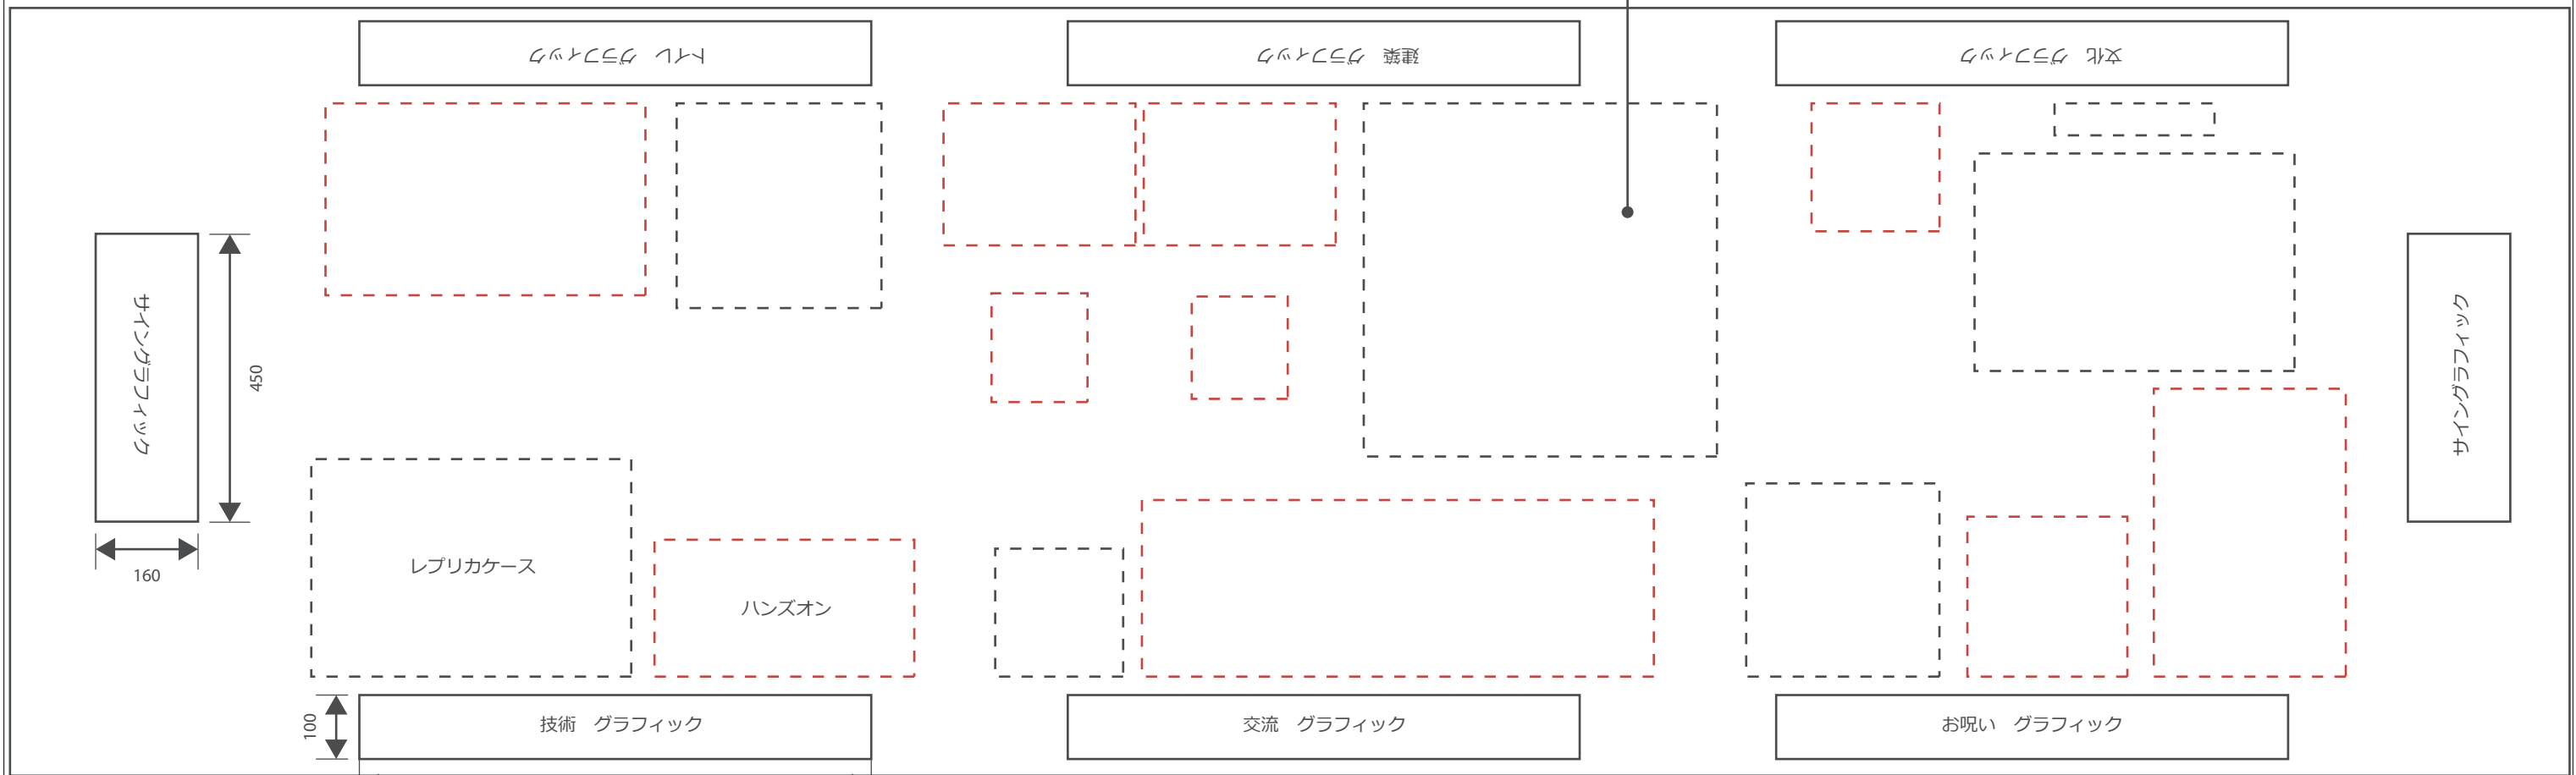 トイレ　グラフィック
建築　グラフィック
文化　グラフィック
サイングラフィック
450
160
サイングラフィック
レプリカケース
ハンズオン
100
技術　グラフィック
交流　グラフィック
お呪い　グラフィック